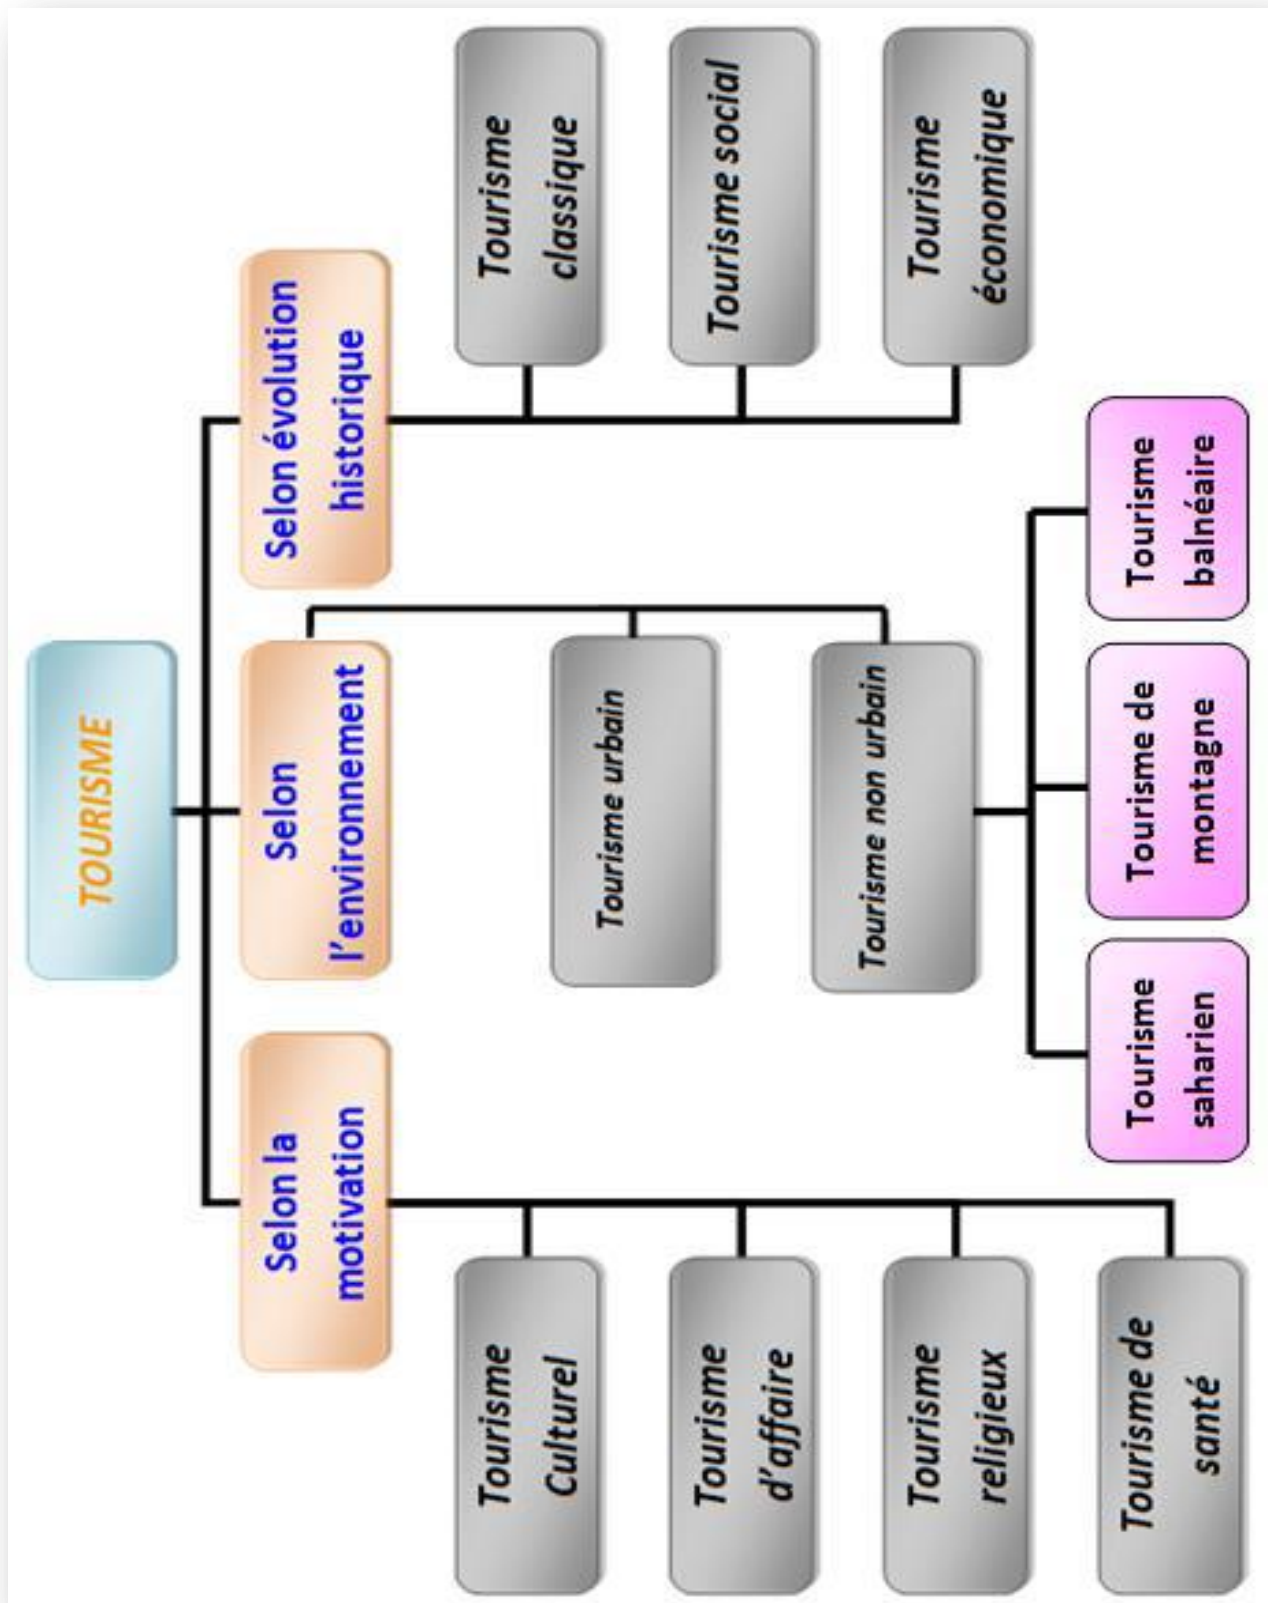 TOURISME
Selon la
motivation
Selon
l'environnement
Selon évolution
historique
Tourisme
Culturel
Tourisme
d'affaire
Tourisme
religieux
Tourisme de
santé
Tourisme urbain
Tourisme non urbain
Tourisme
saharien
Tourisme de
montagne
Tourisme
balnéaire
Tourisme
classique
Tourisme social
Tourisme
économique